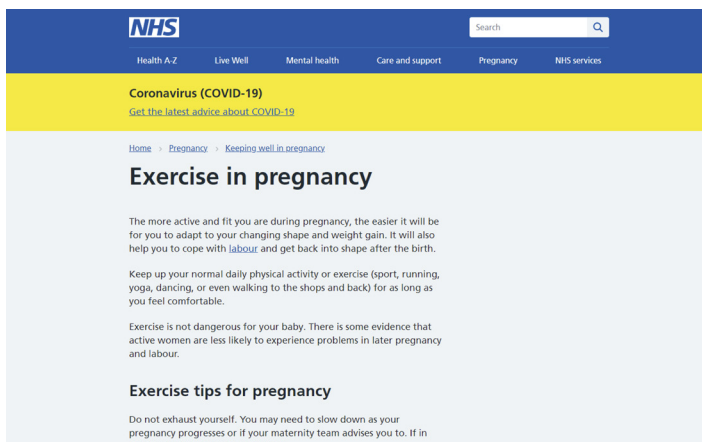 NHS
Search
Health A-Z Live Well Mental health Care and support Pregnancy NHS services
Coronavirus (COVID-19)
Get the latest advice about COVID-19
Home > Pregnancy > Keeping well in pregnancy
Exercise in pregnancy
The more active and fit you are during pregnancy, the easier it will be
for you to adapt to your changing shape and weight gain. It will also
help you to cope with labour and get back into shape after the birth.
Keep up your normal daily physical activity or exercise (sport, running,
yoga, dancing, or even walking to the shops and back) for as long as
you feel comfortable.
Exercise is not dangerous for your baby. There is some evidence that
active women are less likely to experience problems in later pregnancy
and labour.
Exercise tips for pregnancy
Do not exhaust yourself. You may need to slow down as your
pregnancy progresses or if your maternity team advises you to. If in